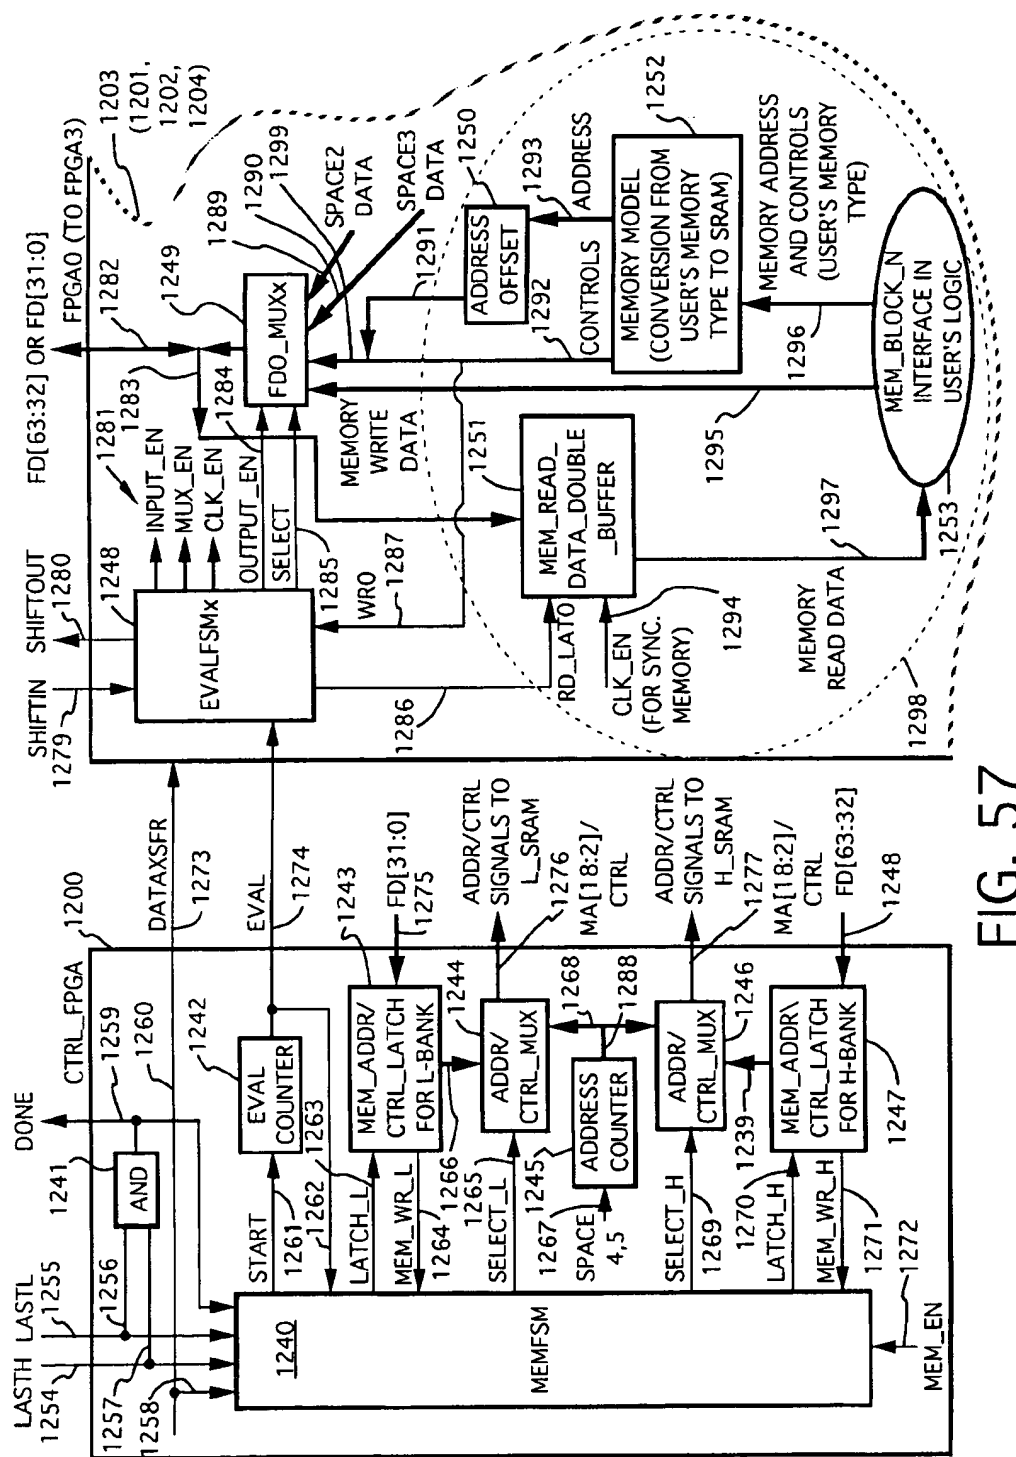 LASTH
LASTL
1254
1255
1257
1256
1258
DONE
1241
AND
1259
1260
CTRL_FPGA
1200
DATAXSFR
1273
1242
EVAL
COUNTER
EVAL
1274
START
1261
1262
1263
LATCH_L
MEM_WR_L
1264
MEM_ADDR/
CTRL_LATCH
FOR L-BANK
1243
FD[31:0]
1275
1266
1265
SELECT_L
1244
ADDR/
CTRL_MUX
ADDR/CTRL
SIGNALS TO
L_SRAM
1276
MA[18:2]/
CTRL
1268
1288
1245
1267
SPACE
4,5
ADDRESS
COUNTER
1240
MEMFSM
SELECT_H
1269
ADDR/
CTRL_MUX
1246
ADDR/CTRL
SIGNALS TO
H_SRAM
1277
MA[18:2]/
CTRL
1239
1270
LATCH_H
MEM_WR_H
1271
MEM_ADDR\
CTRL_LATCH
FOR H-BANK
1247
FD[63:32]
1248
1272
MEM_EN
SHIFTIN
1279
SHIFTOUT
1280
1248
EVALFSMx
1281
INPUT_EN
MUX_EN
CLK_EN
OUTPUT_EN
SELECT
1283
1284
1285
FD[63:32] OR FD[31:0]
1282
FPGA0 (TO FPGA3)
1203
(1201,
1202,
1204)
1249
FDO_MUXx
1289
1290
1299
SPACE2
DATA
SPACE3
DATA
1291
MEMORY
WRITE
DATA
WR0
1287
1286
RD_LAT0
CLK_EN
(FOR SYNC.
MEMORY)
1294
1251
MEM_READ_
DATA_DOUBLE
_BUFFER
ADDRESS
OFFSET
1250
1293
ADDRESS
1292
CONTROLS
1252
MEMORY MODEL
(CONVERSION FROM
USER'S MEMORY
TYPE TO SRAM)
MEMORY ADDRESS
AND CONTROLS
(USER'S MEMORY
TYPE)
1296
1295
MEMORY
READ DATA
1297
MEM_BLOCK_N
INTERFACE IN
USER'S LOGIC
1253
1298
FIG. 57